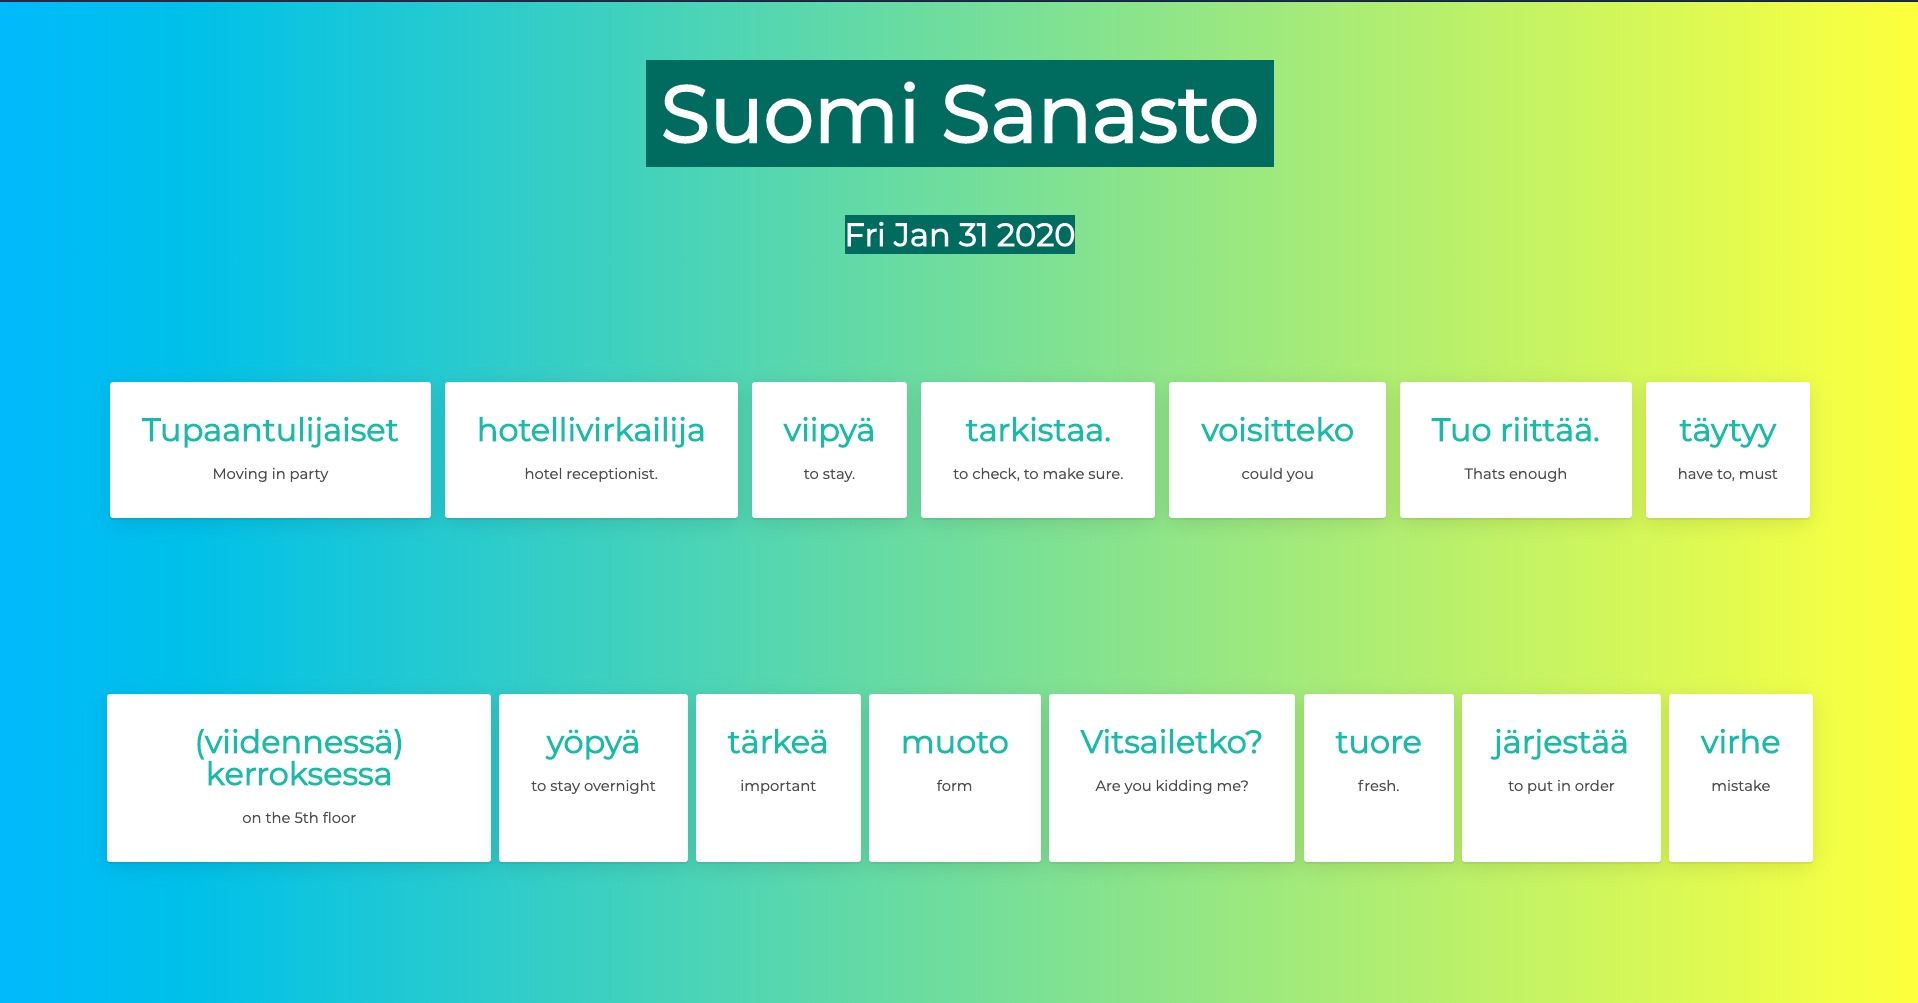 Suomi Sanasto
Fri Jan 31 2020
Tupaantulijaiset
Moving in party
hotellivirkailija
hotel receptionist.
viipyä
to stay.
tarkistaa.
to check, to make sure.
voisitteko
could you
Tuo riittää.
Thats enough
täytyy
have to, must
(viidennessä)
kerroksessa
on the 5th floor
yöpyä
to stay overnight
tärkeä
important
muoto
form
Vitsailetko?
Are you kidding me?
tuore
fresh.
järjestää
to put in order
virhe
mistake